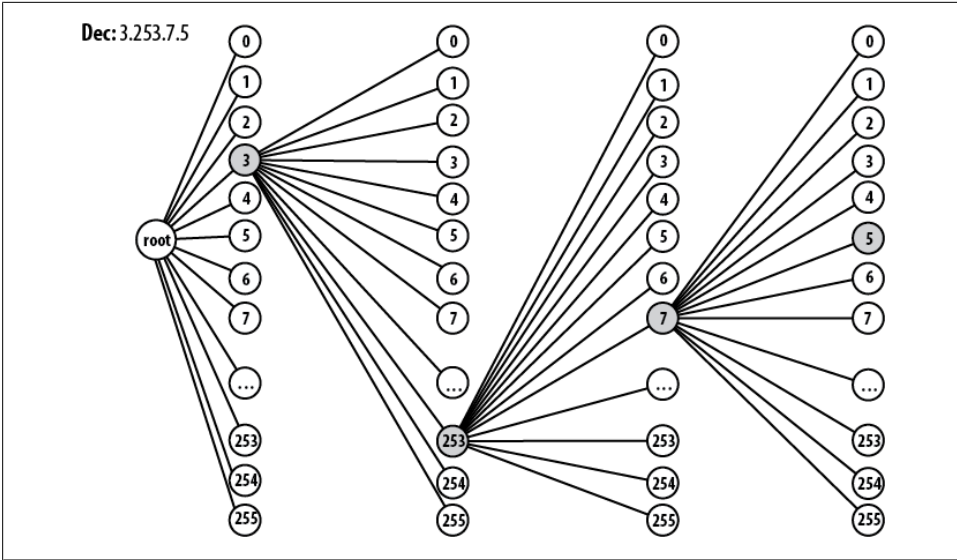 Dec: 3.253.7.5
0 0 0 0
1 1 1 1
2 2 2 2
3 3 3 3
4 4 4 4
root 5 5 5 5
6 6 6 6
7 7 7 7
... ... ... ...
253 253 253 253
254 254 254 254
255 255 255 255